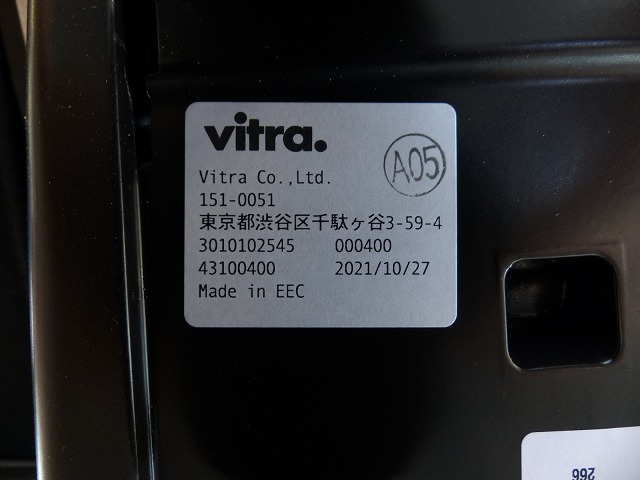 vitra.
A05
Vitra Co.,Ltd.
151-0051
東京都渋谷区千駄ヶ谷3-59-4
3010102545 000400
43100400 2021/10/27
Made in EEC
266